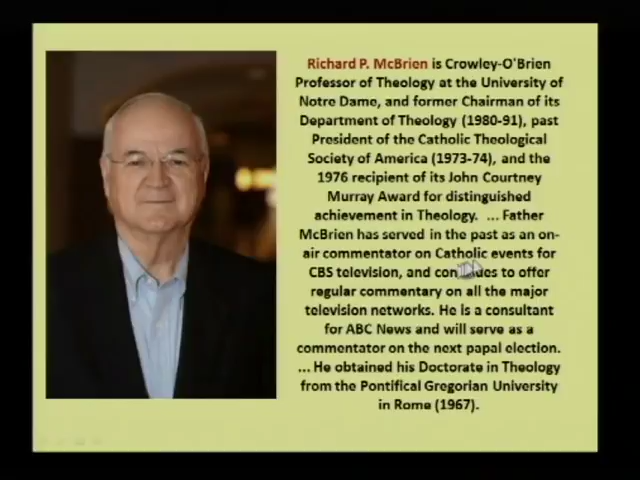 Richard P. McBrien is Crowley-O'Brien
Professor of Theology at the University of
Notre Dame, and former Chairman of its
Department of Theology (1980-91), past
President of the Catholic Theological
Society of America (1973-74), and the
1976 recipient of its John Courtney
Murray Award for distinguished
achievement in Theology. ... Father
McBrien has served in the past as an on-
air commentator on Catholic events for
CBS television, and continues to offer
regular commentary on all the major
television networks. He is a consultant
for ABC News and will serve as a
commentator on the next papal election.
... He obtained his Doctorate in Theology
from the Pontifical Gregorian University
in Rome (1967).